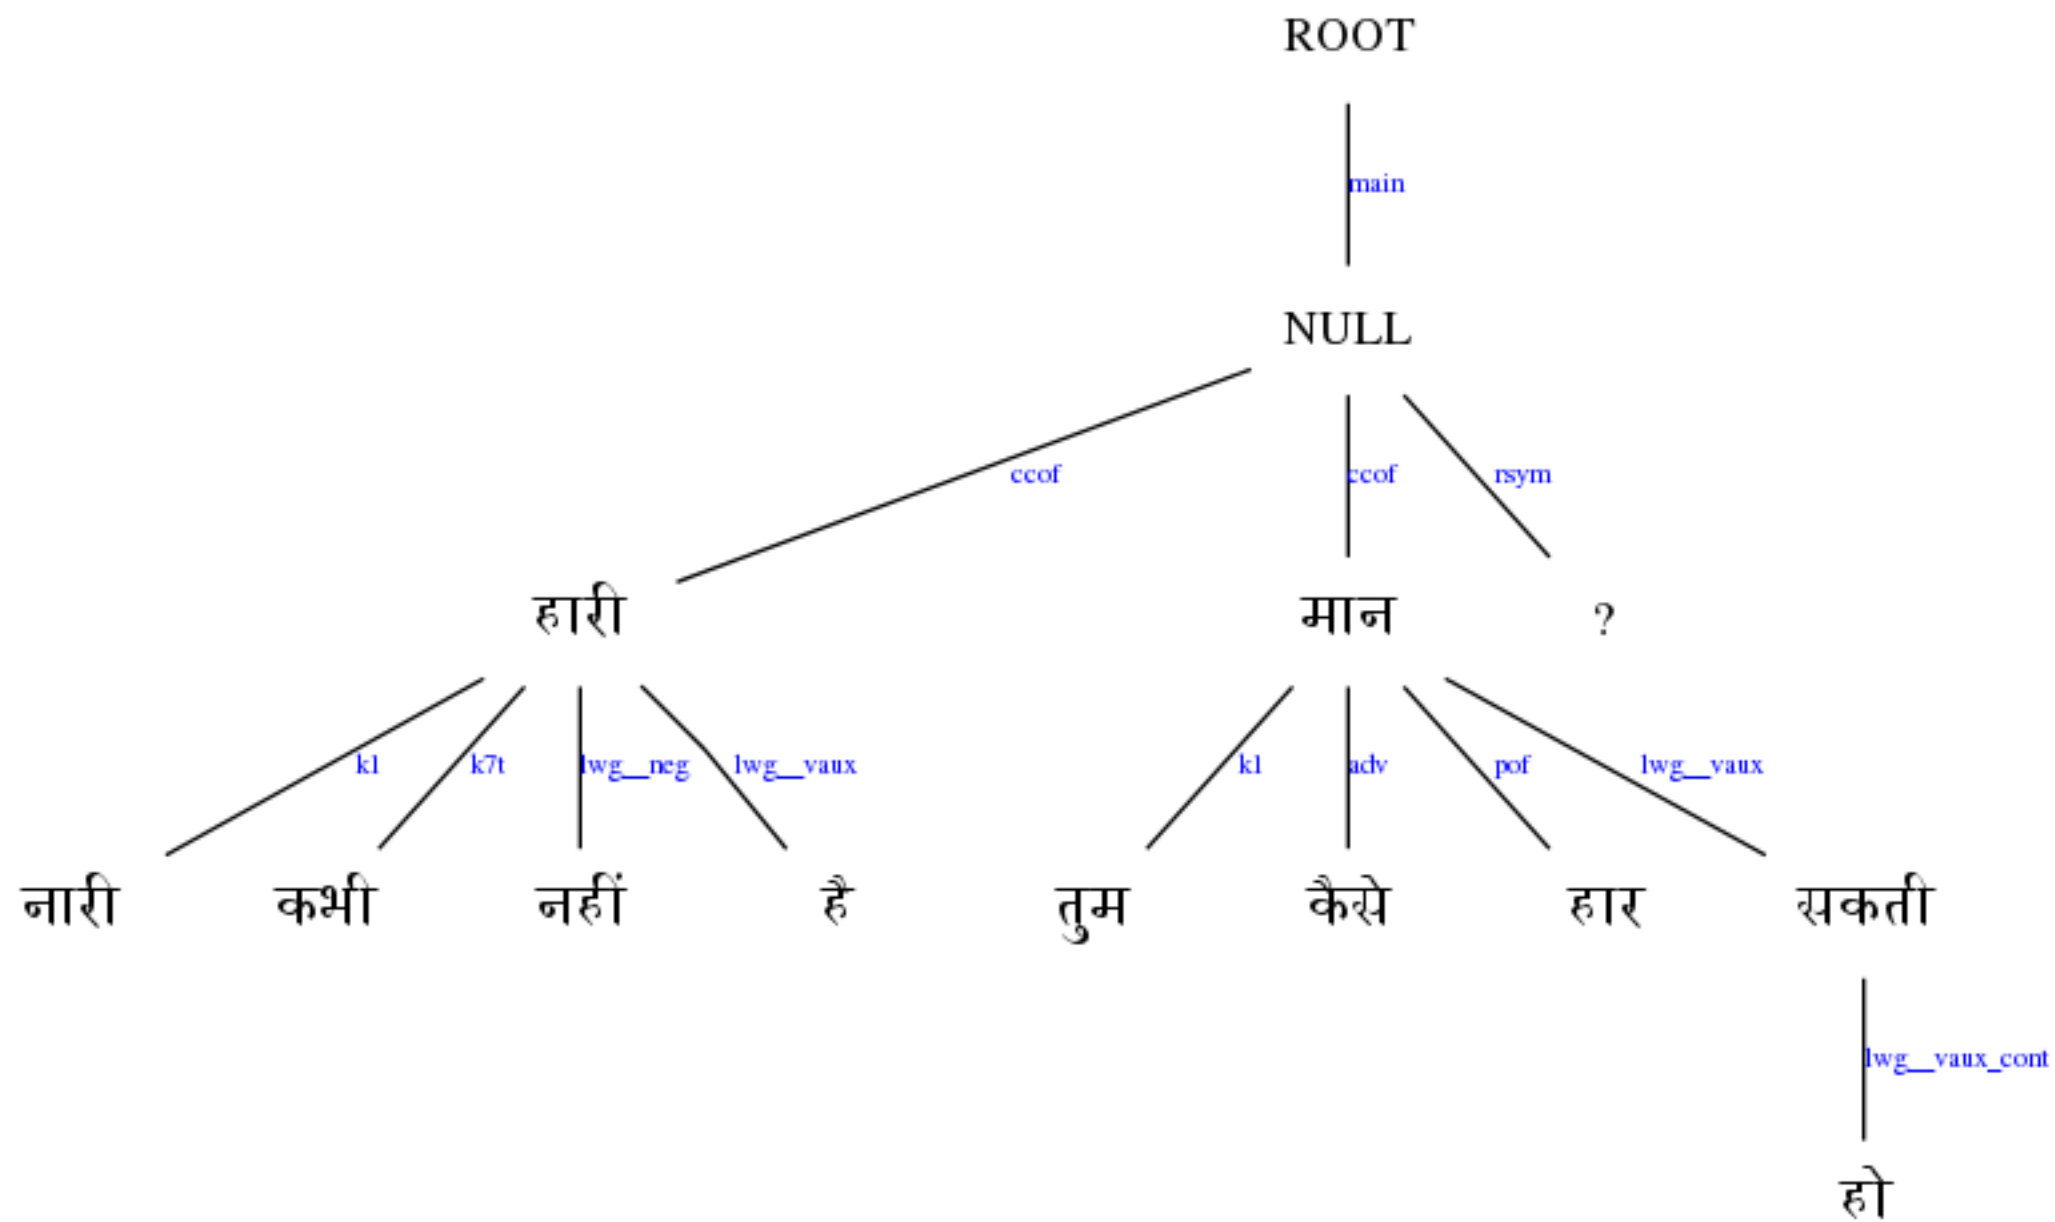 ROOT
main
NULL
ccof ccof rsym
हारी मान ?
k1 k7t lwg__neg lwg__vaux k1 adv pof lwg__vaux
नारी कभी नहीं है तुम कैसे हार सकती
lwg__vaux_cont
हो